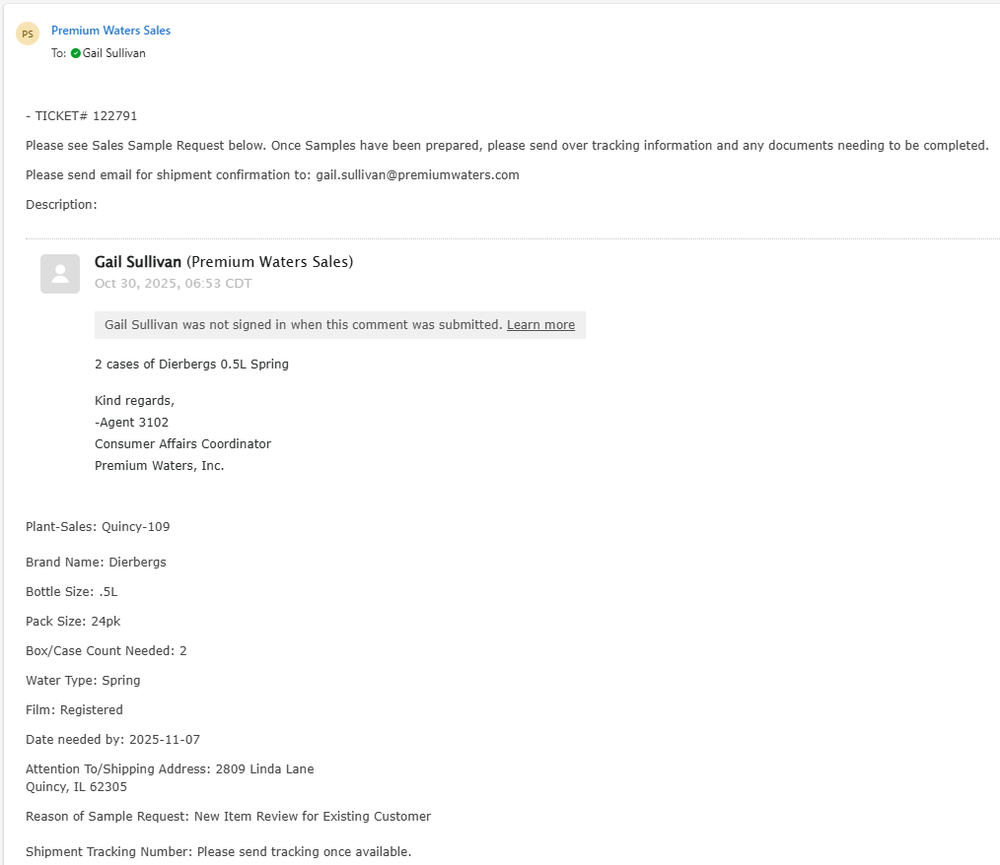 PS
Premium Waters Sales
To: Gail Sullivan
- TICKET# 122791
Please see Sales Sample Request below. Once Samples have been prepared, please send over tracking information and any documents needing to be completed.
Please send email for shipment confirmation to: gail.sullivan@premiumwaters.com
Description:
Gail Sullivan (Premium Waters Sales)
Oct 30, 2025, 06:53 CDT
Gail Sullivan was not signed in when this comment was submitted. Learn more
2 cases of Dierbergs 0.5L Spring
Kind regards,
-Agent 3102
Consumer Affairs Coordinator
Premium Waters, Inc.
Plant-Sales: Quincy-109
Brand Name: Dierbergs
Bottle Size: .5L
Pack Size: 24pk
Box/Case Count Needed: 2
Water Type: Spring
Film: Registered
Date needed by: 2025-11-07
Attention To/Shipping Address: 2809 Linda Lane
Quincy, IL 62305
Reason of Sample Request: New Item Review for Existing Customer
Shipment Tracking Number: Please send tracking once available.